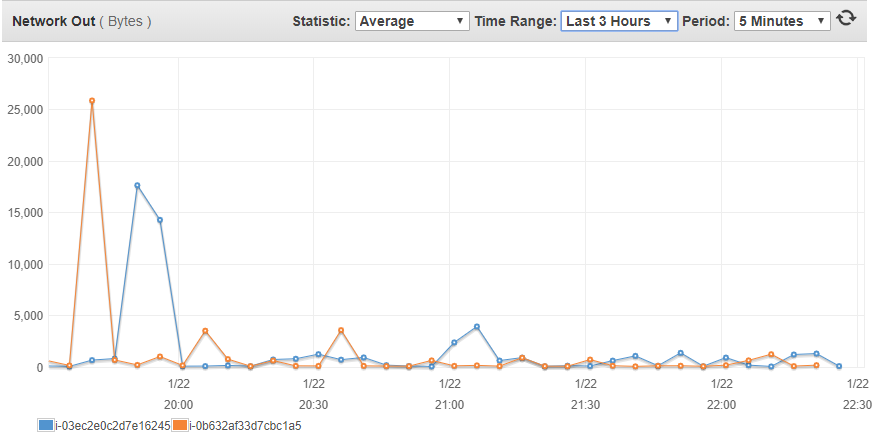 Network Out ( Bytes ) Statistic: Average Time Range: Last 3 Hours Period: 5 Minutes
30,000
25,000
20,000
15,000
10,000
5,000
0
1/22 1/22 1/22 1/22 1/22 1/22
20:00 20:30 21:00 21:30 22:00 22:30
i-03ec2e0c2d7e16245 i-0b632af33d7cbc1a5